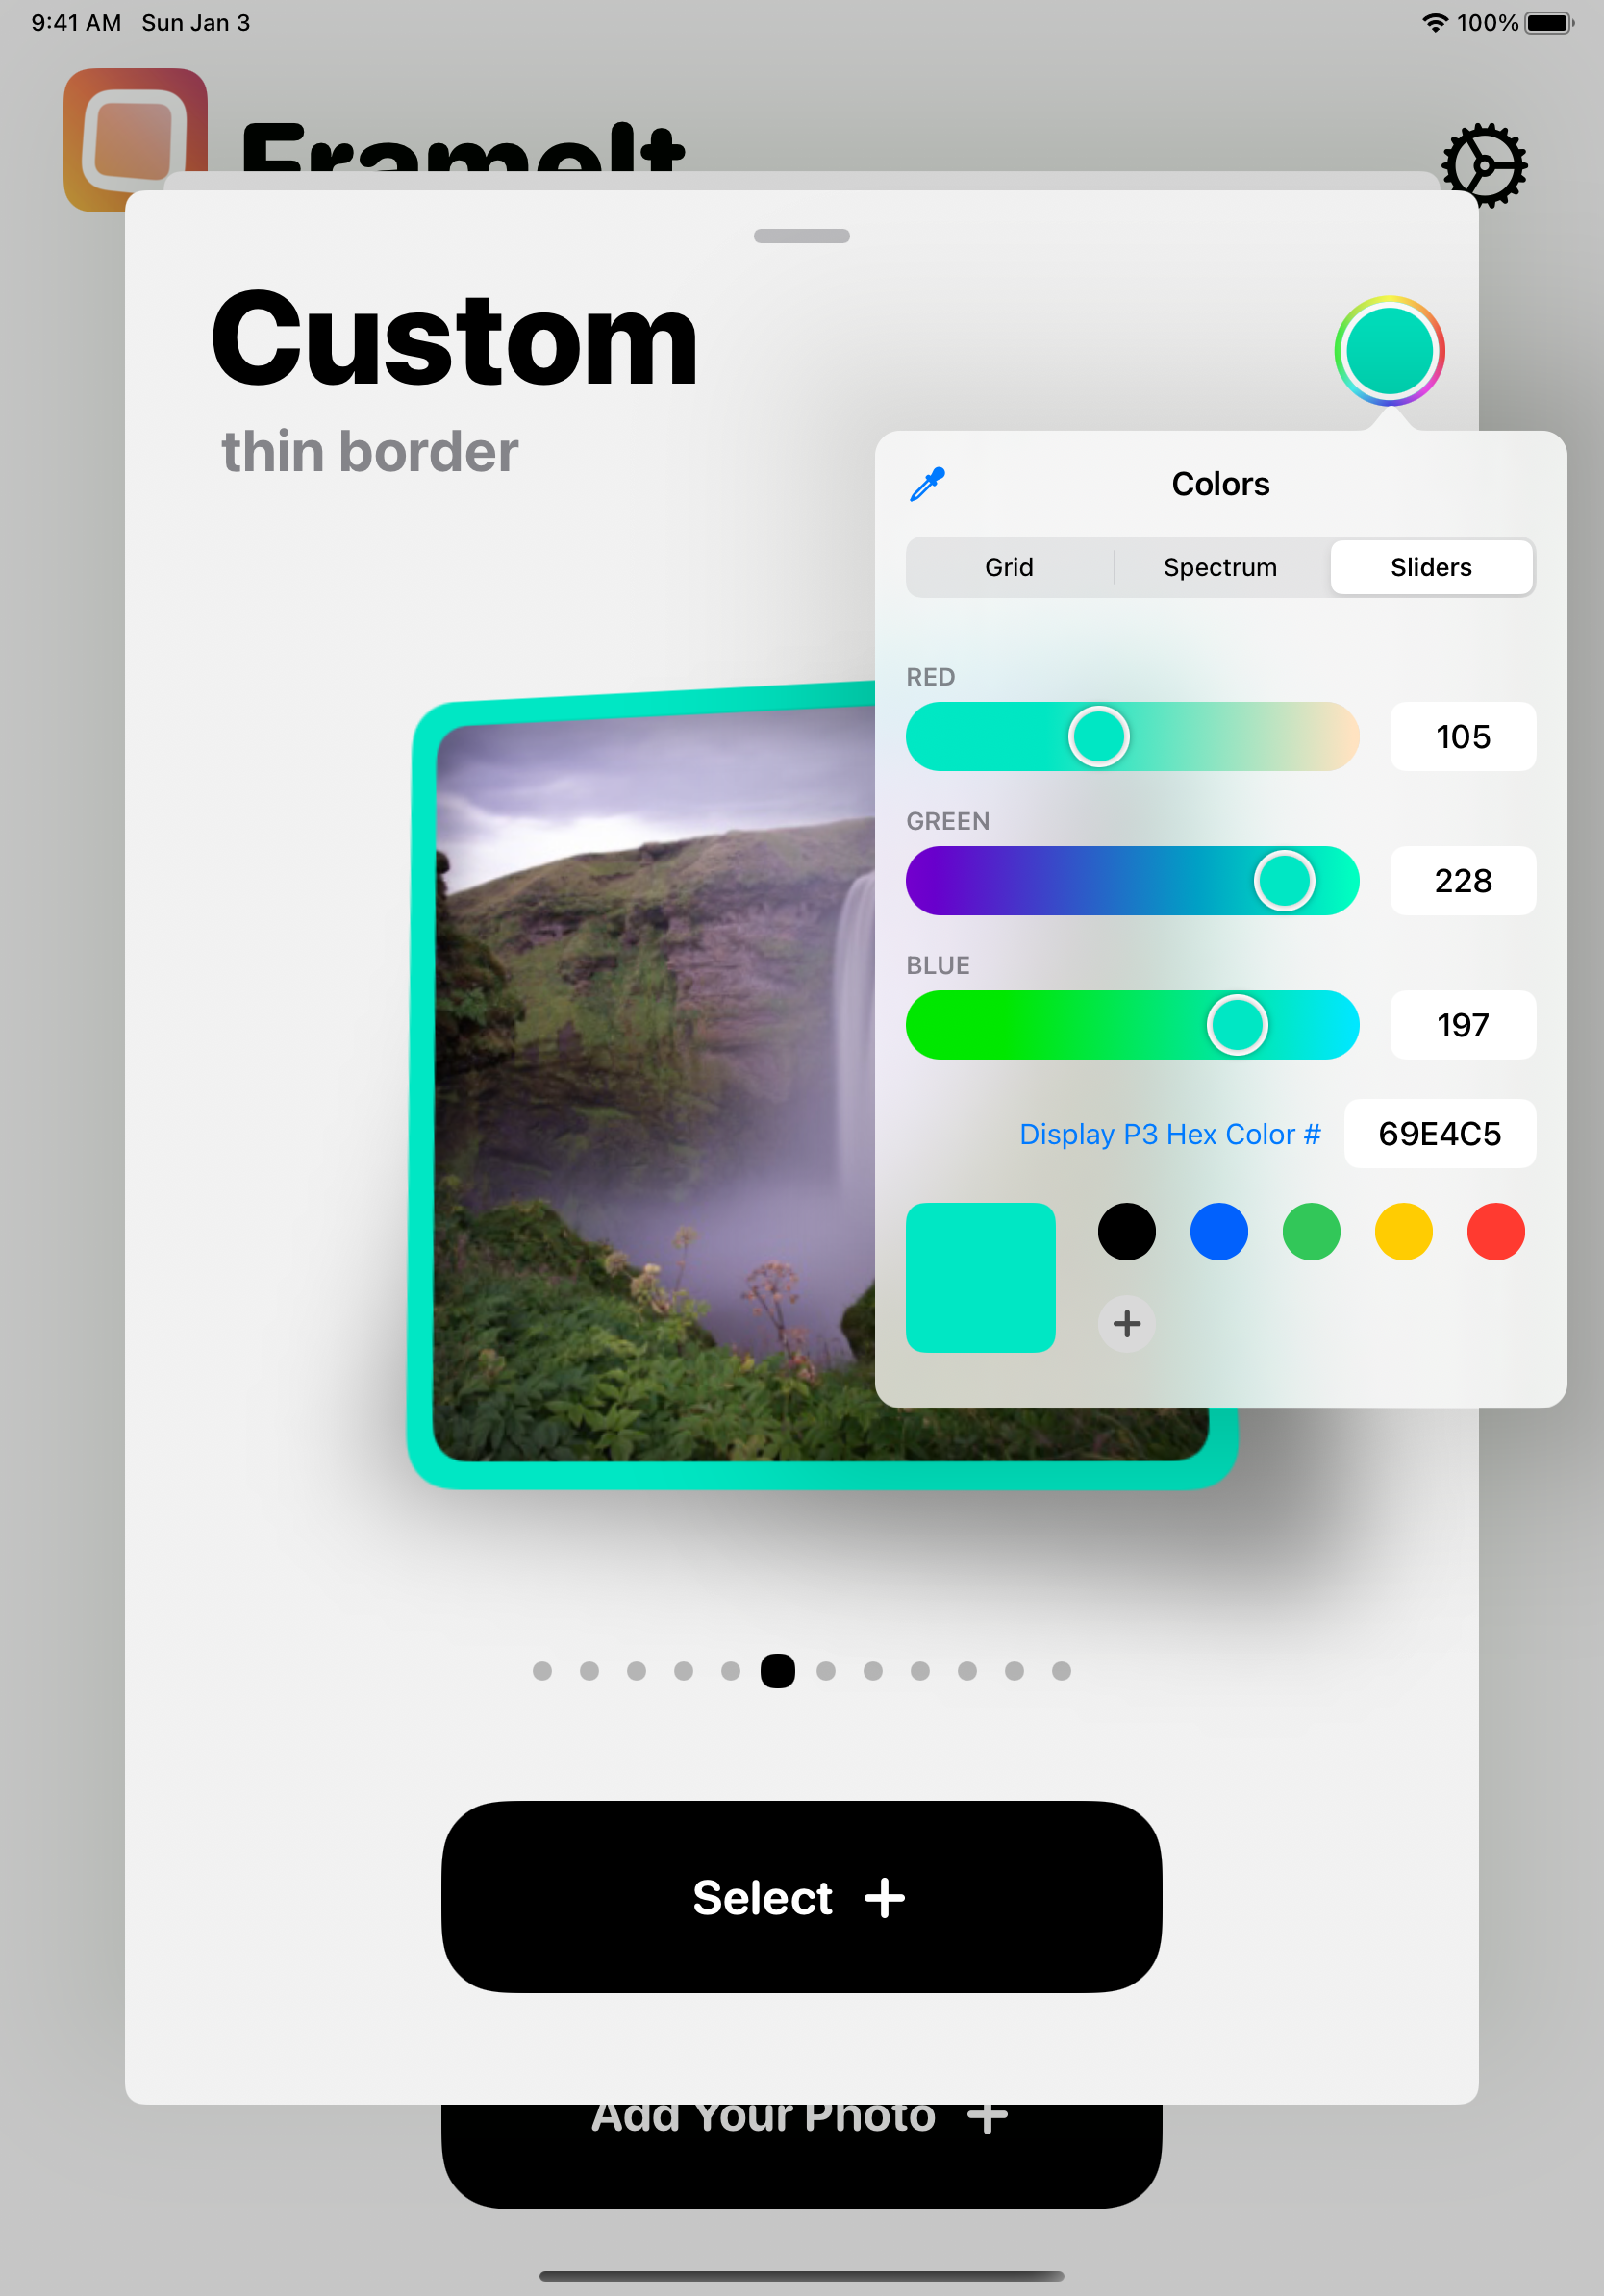 9:41 AM Sun Jan 3
100%
FrameIt
Custom
thin border
Colors
Grid Spectrum Sliders
RED
105
GREEN
228
BLUE
197
Display P3 Hex Color # 69E4C5
Select +
Add Your Photo +